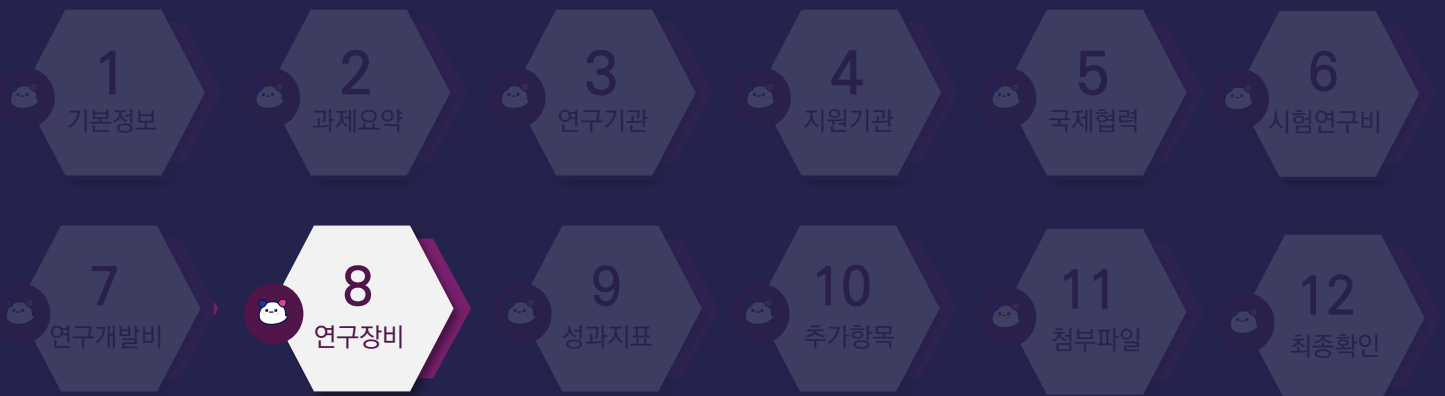 1
기본정보
2
과제요약
3
연구기관
4
지원기관
5
국제협력
6
시험연구비
7
연구개발비
8
연구장비
9
성과지표
10
추가항목
11
첨부파일
12
최종확인